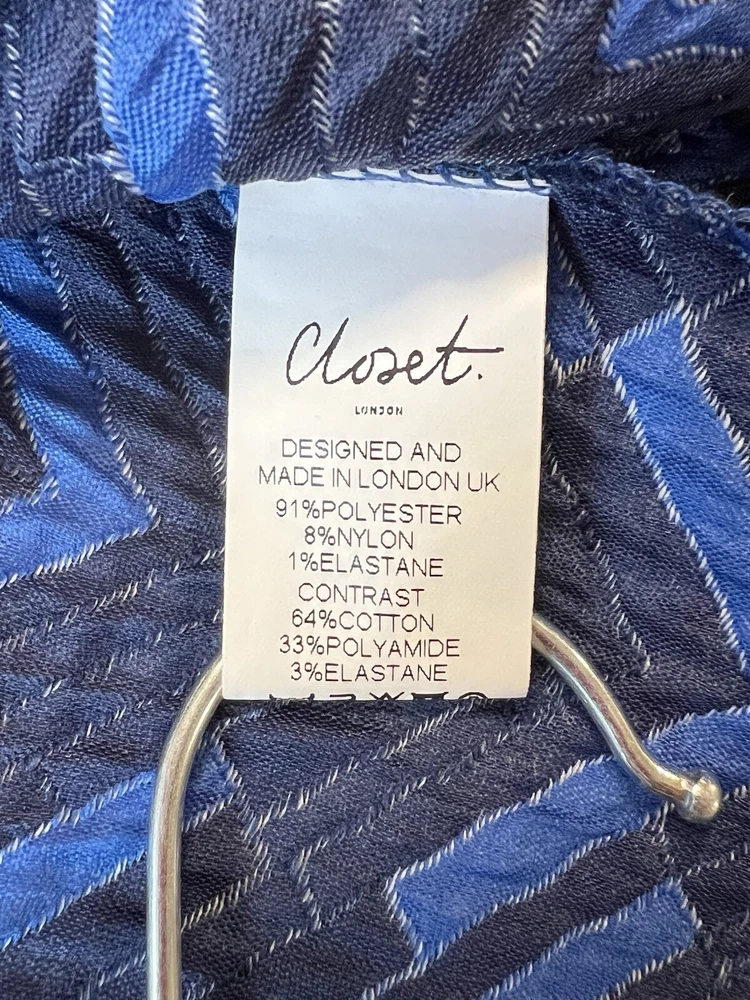 Closet.
LONDON
DESIGNED AND
MADE IN LONDON UK
91%POLYESTER
8%NYLON
1%ELASTANE
CONTRAST
64%COTTON
33%POLYAMIDE
3%ELASTANE